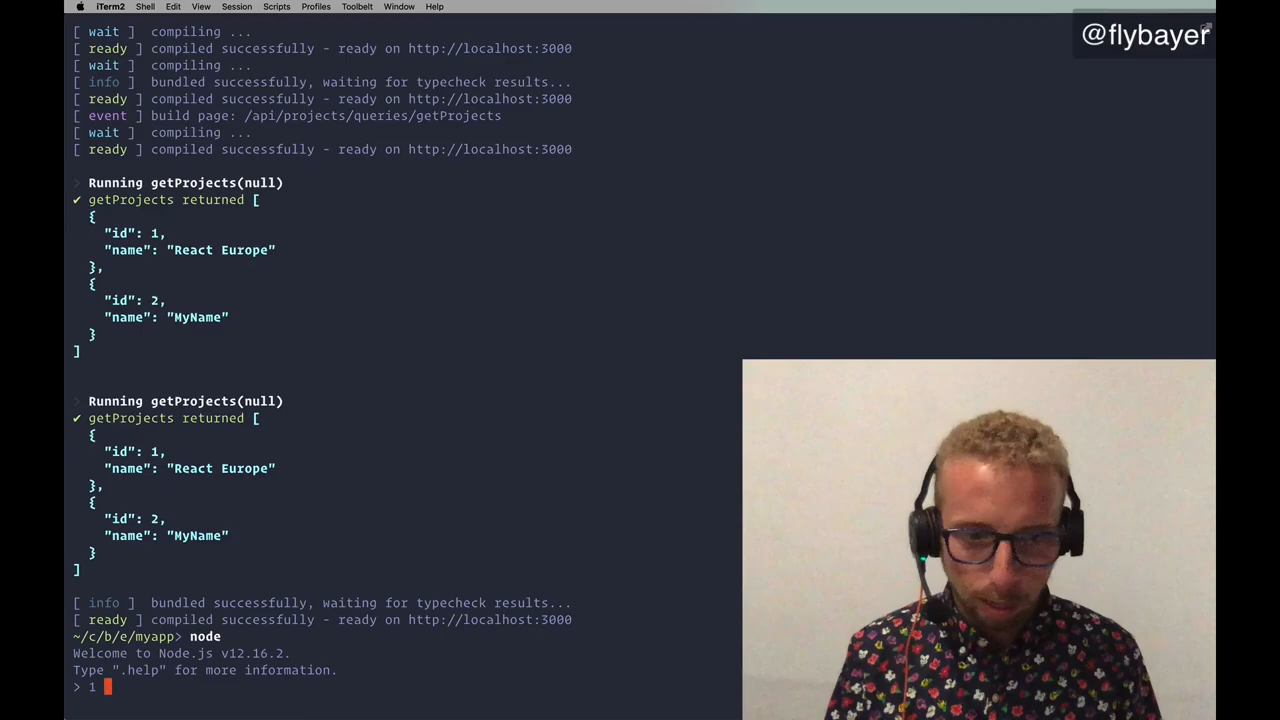 iTerm2 Shell Edit View Session Scripts Profiles Toolbelt Window Help
@flybayer
[ wait ] compiling ...
[ ready ] compiled successfully - ready on http://localhost:3000
[ wait ] compiling ...
[ info ] bundled successfully, waiting for typecheck results...
[ ready ] compiled successfully - ready on http://localhost:3000
[ event ] build page: /api/projects/queries/getProjects
[ wait ] compiling ...
[ ready ] compiled successfully - ready on http://localhost:3000
> Running getProjects(null)
✔ getProjects returned [
{
"id": 1,
"name": "React Europe"
},
{
"id": 2,
"name": "MyName"
}
]
> Running getProjects(null)
✔ getProjects returned [
{
"id": 1,
"name": "React Europe"
},
{
"id": 2,
"name": "MyName"
}
]
[ info ] bundled successfully, waiting for typecheck results...
[ ready ] compiled successfully - ready on http://localhost:3000
~/c/b/e/myapp> node
Welcome to Node.js v12.16.2.
Type ".help" for more information.
> 1